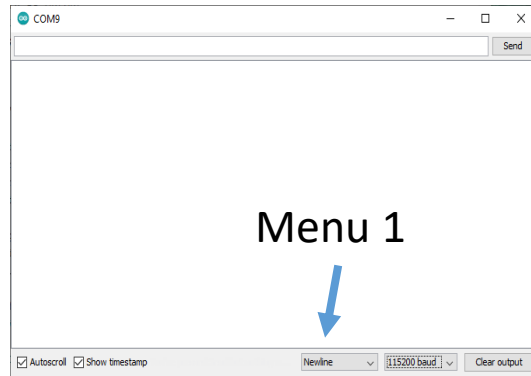 COM9
Send
Menu 1
Autoscroll Show timestamp Newline 115200 baud Clear output